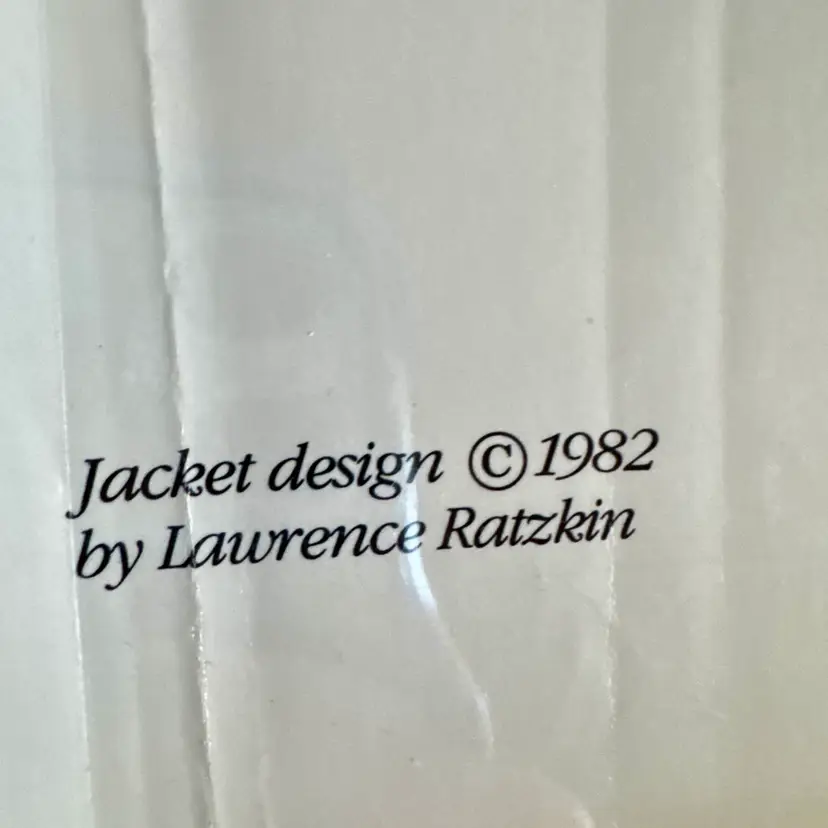 Jacket design ©1982
by Lawrence Ratzkin